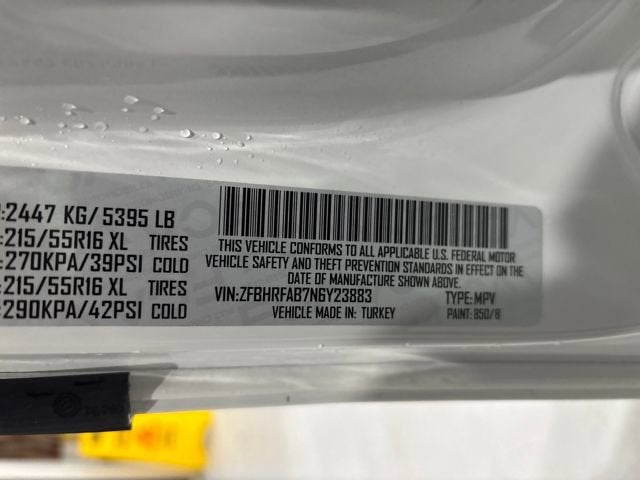 :2447 KG/5395 LB
:215/55R16 XL TIRES
:270KPA/39PSI COLD
:215/55R16 XL TIRES
:290KPA/42PSI COLD
THIS VEHICLE CONFORMS TO ALL APPLICABLE U.S. FEDERAL MOTOR
VEHICLE SAFETY AND THEFT PREVENTION STANDARDS IN EFFECT ON THE
DATE OF MANUFACTURE SHOWN ABOVE.
VIN:ZFBHRFAB7N6Y23883 TYPE:MPV
VEHICLE MADE IN: TURKEY PAINT: 850/8